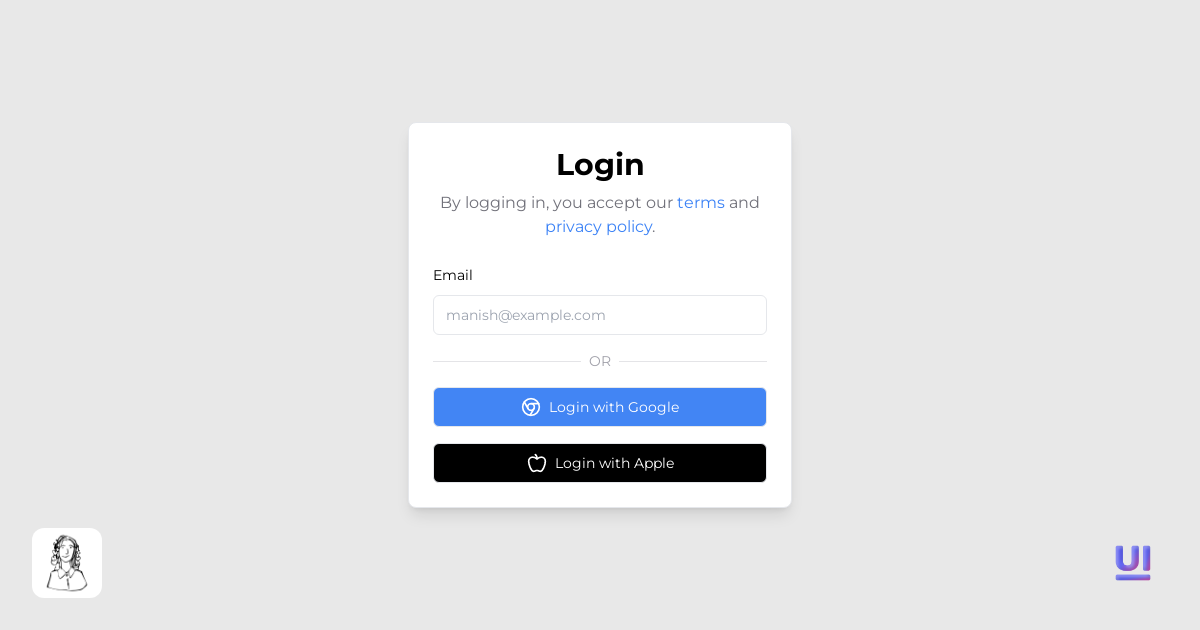 Login
By logging in, you accept our terms and
privacy policy.
Email
manish@example.com
OR
Login with Google
Login with Apple
UI